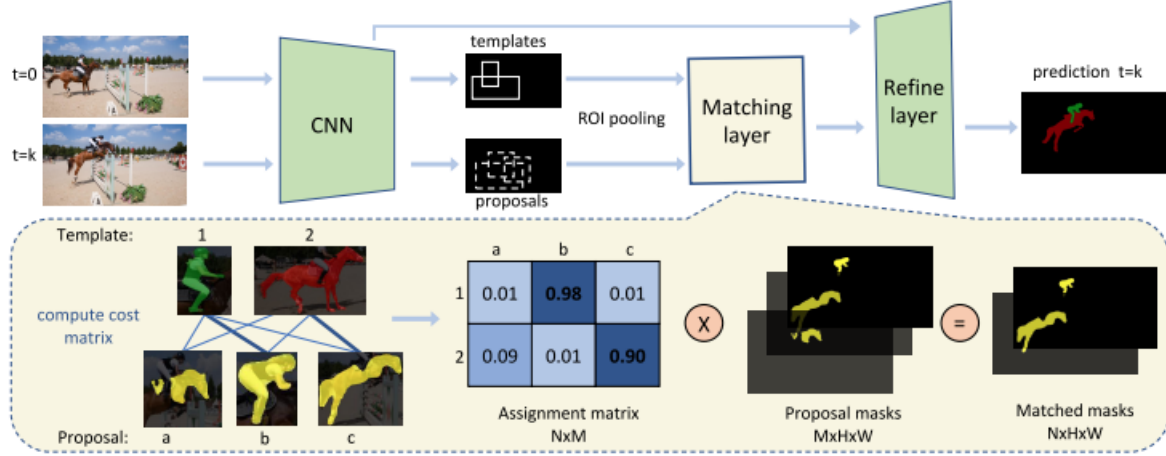 templates
t=0
prediction t=k
CNN
ROI pooling
Matching
layer
Refine
layer
t=k
proposals
Template:
1
2
a
b
c
compute cost
matrix
1
0.01
0.98
0.01
X
=
2
0.09
0.01
0.90
Assignment matrix
NxM
Proposal masks
MxHxW
Matched masks
NxHxW
Proposal:
a
b
c